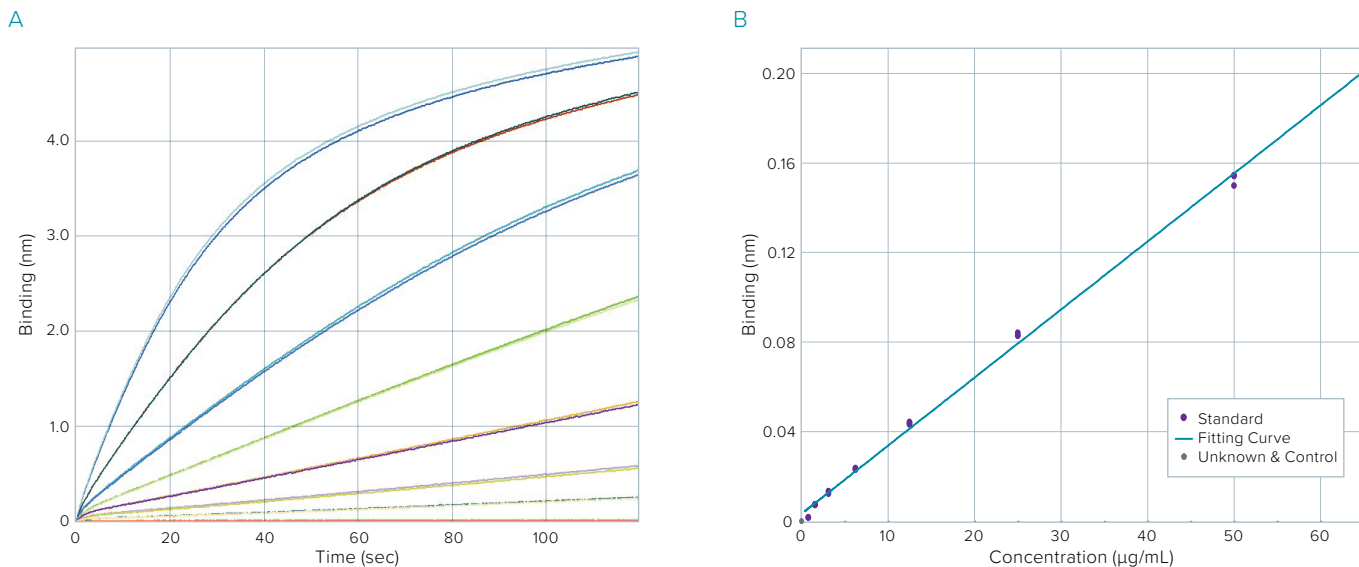 A
Binding (nm)
4.0
3.0
2.0
1.0
0
0 20 40 60 80 100
Time (sec)
B
Binding (nm)
0.20
0.16
0.12
0.08
0.04
0
0 10 20 30 40 50 60
Concentration (µg/mL)
Standard
Fitting Curve
Unknown & Control